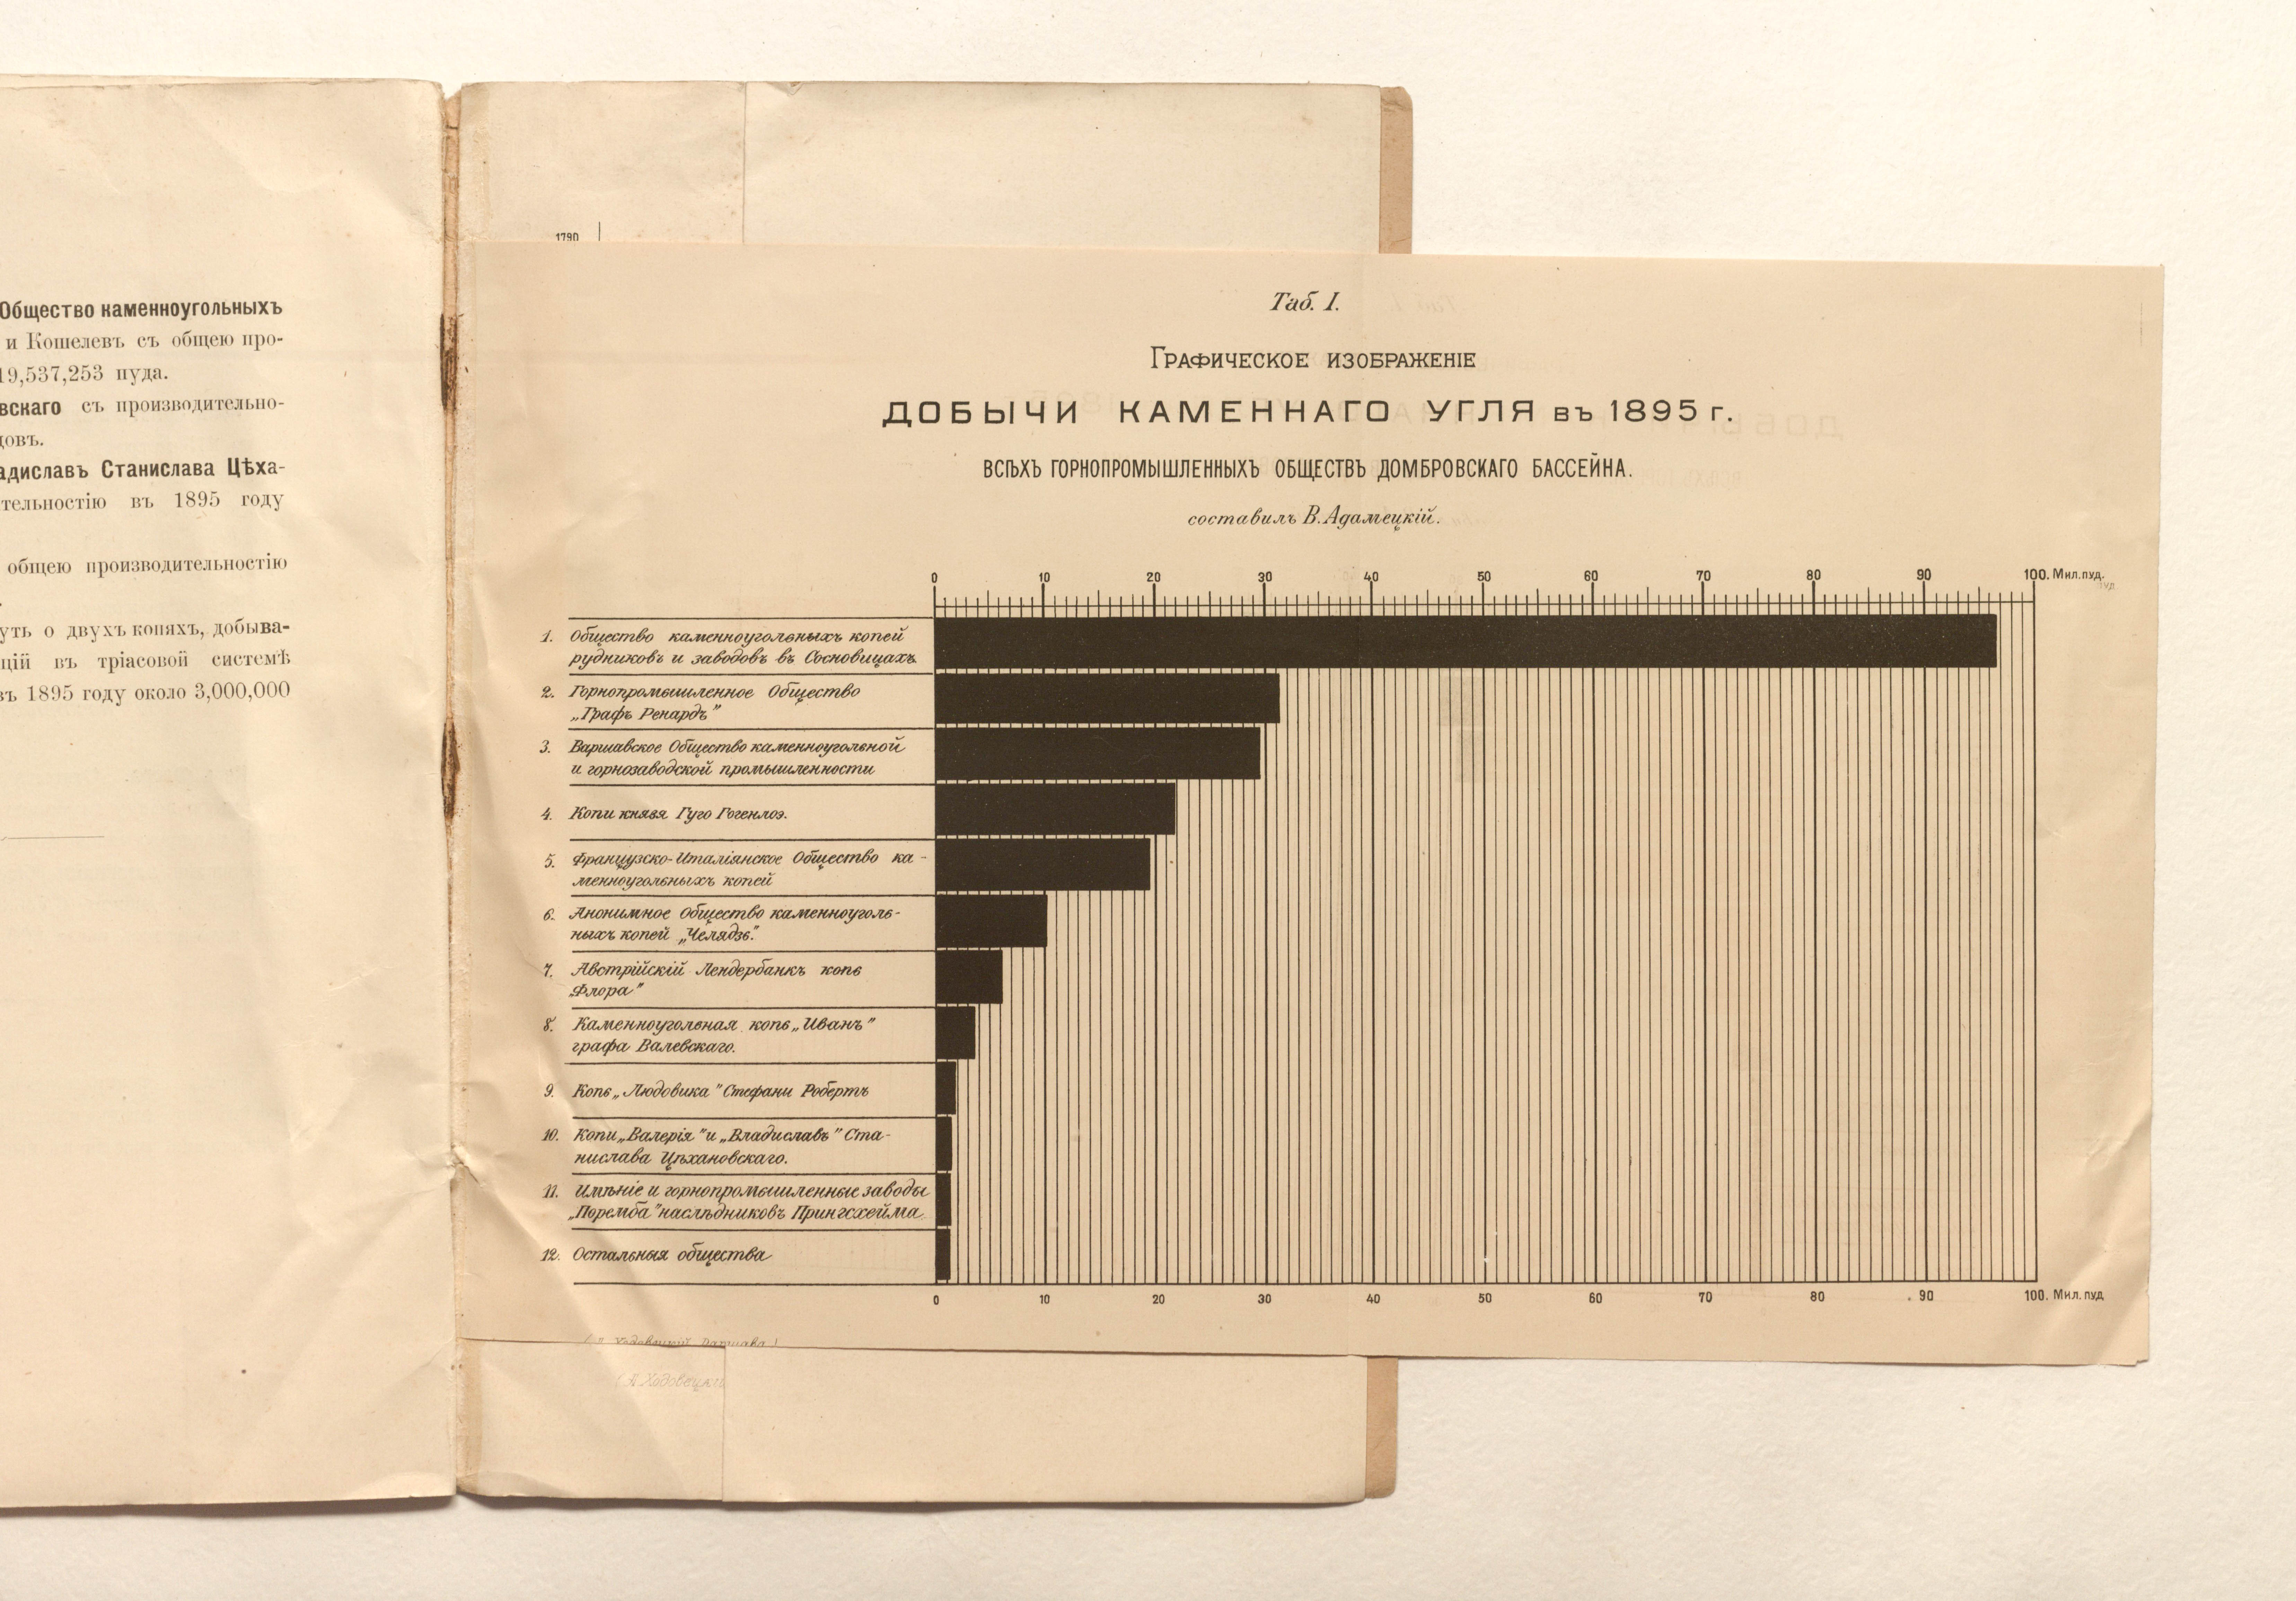 Общество каменноугольныхъ
и Кошелевъ съ общею про-
19,537,253 пуда.
вскаго съ производительно-
довъ.
адиславъ Станислава Цѣха-
тельностію въ 1895 году
общею производительностію
уть о двухъ копяхъ, добыва-
цій въ тріасовой системѣ
въ 1895 году около 3,000,000
1790
Таб. I.
Графическое изображеніе
ДОБЫЧИ КАМЕННАГО УГЛЯ въ 1895 г.
ВСѢХЪ ГОРНОПРОМЫШЛЕННЫХЪ ОБЩЕСТВЪ ДОМБРОВСКАГО БАССЕЙНА.
составилъ В. Адамецкій.
0 10 20 30 40 50 60 70 80 90 100. Мил. пуд.
1. Общество каменноугольныхъ копей
рудниковъ и заводовъ въ Сосновицахъ.
2. Горнопромышленное Общество
„Графъ Ренардъ"
3. Варшавское Общество каменноугольной
и горнозаводской промышленности
4. Копи князя Гуго Гогенлоэ.
5. Французско-Италіянское Общество ка-
менноугольныхъ копей
6. Анонимное Общество каменноуголь-
ныхъ копей „Челядзь".
7. Австрійскій Лендербанкъ копь
„Флора"
8. Каменноугольная копь „Иванъ"
графа Валевскаго.
9. Копь „Людовика" Стефани Робертъ
10. Копи „Валерія" и „Владиславъ" Ста-
нислава Цѣхановскаго.
11. Имѣніе и горнопромышленные заводы
„Поремба" наслѣдниковъ Прингсхейма.
12. Остальныя общества
0 10 20 30 40 50 60 70 80 90 100. Мил. пуд
(А. Ходовецкі